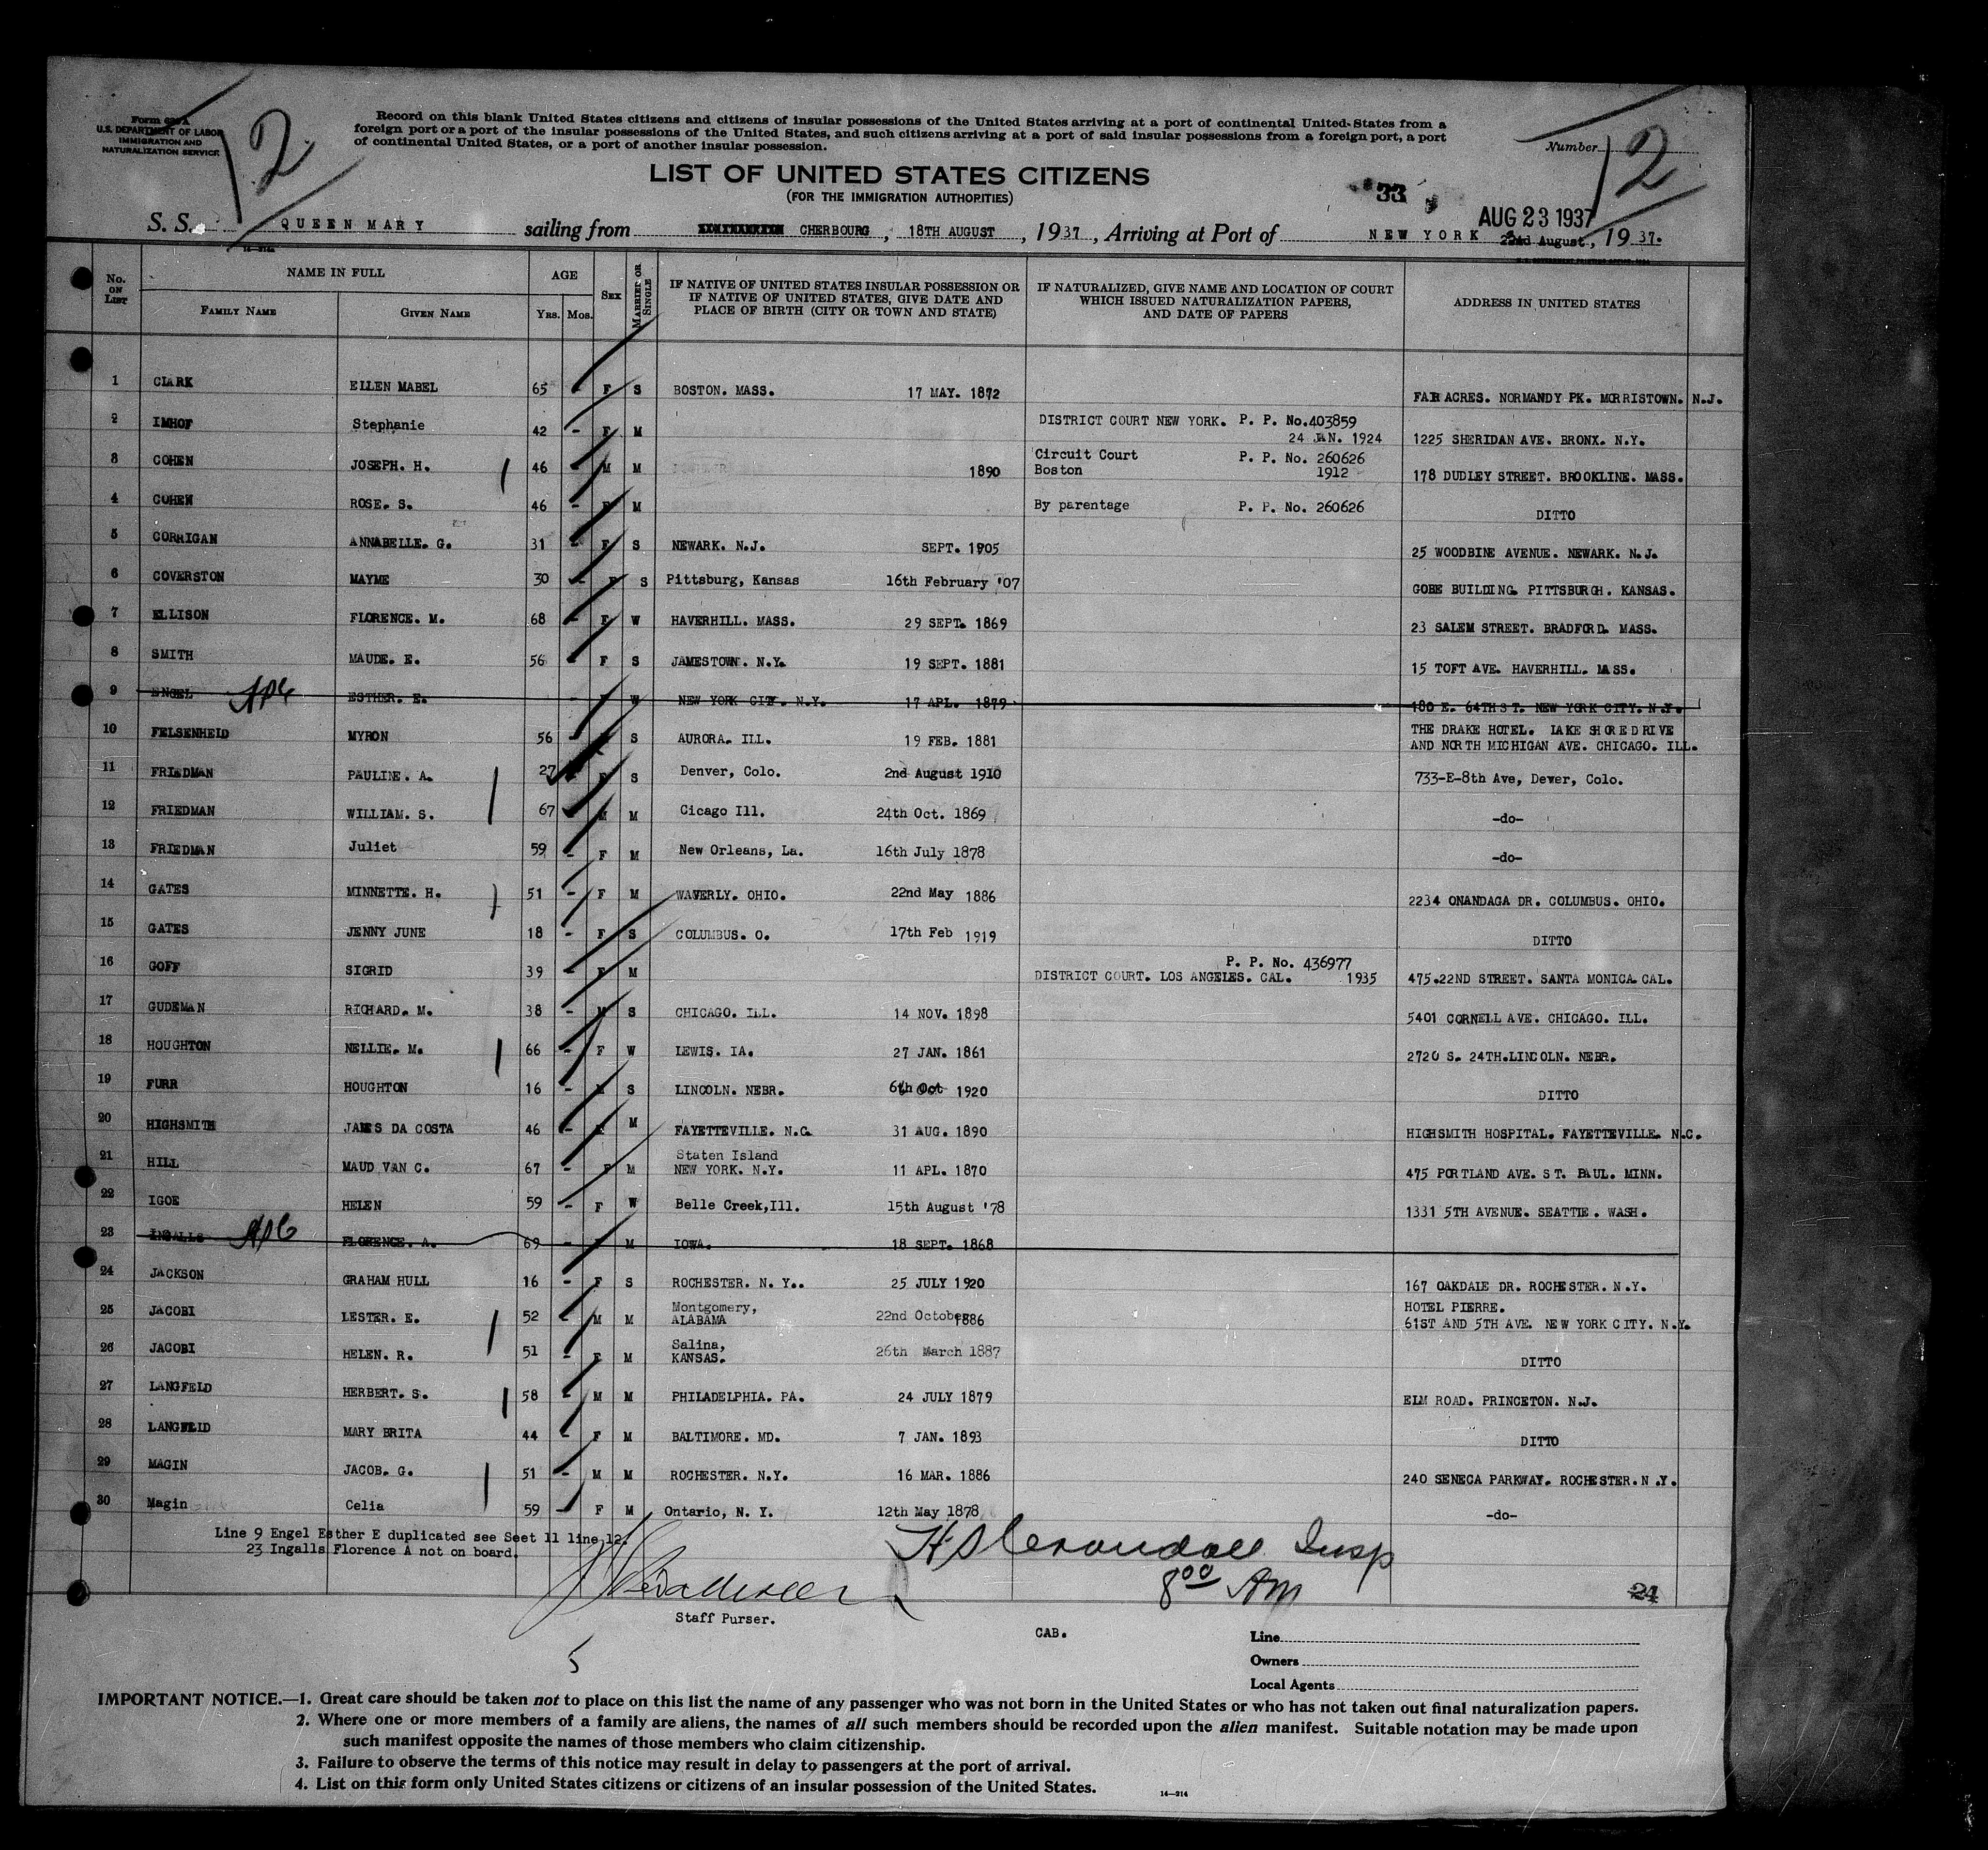 Form 630 A
U.S. DEPARTMENT OF LABOR
IMMIGRATION AND
NATURALIZATION SERVICE
12
Record on this blank United States citizens and citizens of insular possessions of the United States arriving at a port of continental United States from a
foreign port or a port of the insular possessions of the United States, and such citizens arriving at a port of said insular possessions from a foreign port, a port
of continental United States, or a port of another insular possession.
Number 12
LIST OF UNITED STATES CITIZENS
(FOR THE IMMIGRATION AUTHORITIES)
33
AUG 23 1937
S. S. QUEEN MARY sailing from CHERBOURG, 18TH AUGUST, 1937, Arriving at Port of NEW YORK August, 1937.
No. ON LIST
NAME IN FULL
FAMILY NAME GIVEN NAME
AGE
Yrs. Mos.
SEX
MARRIED OR SINGLE
IF NATIVE OF UNITED STATES INSULAR POSSESSION OR
IF NATIVE OF UNITED STATES, GIVE DATE AND
PLACE OF BIRTH (CITY OR TOWN AND STATE)
IF NATURALIZED, GIVE NAME AND LOCATION OF COURT
WHICH ISSUED NATURALIZATION PAPERS,
AND DATE OF PAPERS
ADDRESS IN UNITED STATES
1 CLARK EILEN MABEL 65 - F S BOSTON. MASS. 17 MAY. 1872 FAR ACRES. NORMANDY PK. MORRISTOWN. N.J.
2 IMHOF Stephanie 42 - F M DISTRICT COURT NEW YORK. P. P. No.403859
24 JAN. 1924 1225 SHERIDAN AVE. BRONX. N.Y.
3 COHEN JOSEPH. H. 46 - M M 1890 Circuit Court P. P. No. 260626
Boston 1912 178 DUDLEY STREET. BROOKLINE. MASS.
4 COHEN ROSE. S. 46 - F M By parentage P. P. No. 260626 DITTO
5 CORRIGAN ANNABELLE. G. 31 - F S NEWARK. N.J. SEPT. 1905 25 WOODBINE AVENUE. NEWARK. N.J.
6 COVERSTON MAYME 30 - F S Pittsburg, Kansas 16th February '07 GOBE BUILDING. PITTSBURGH. KANSAS.
7 ELLISON FLORENCE. M. 68 - F W HAVERHILL. MASS. 29 SEPT. 1869 23 SALEM STREET. BRADFORD. MASS.
8 SMITH MAUDE. E. 56 - F S JAMESTOWN. N.Y. 19 SEPT. 1881 15 TOFT AVE. HAVERHILL. MASS.
9 ENGEL ESTHER. E. - F W NEW YORK CITY. N.Y. 17 APL. 1879 180 E. 64TH ST. NEW YORK CITY. N.Y.
10 FELSENHELD MYRON 56 S AURORA. ILL. 19 FEB. 1881 THE DRAKE HOTEL. LAKE SHORE DRIVE
AND NORTH MICHIGAN AVE. CHICAGO. ILL.
11 FRIEDMAN PAULINE. A. 27 F S Denver, Colo. 2nd August 1910 733-E-8th Ave, Dever, Colo.
12 FRIEDMAN WILLIAM. S. 67 M M Cicago Ill. 24th Oct. 1869 -do-
13 FRIEDMAN Juliet 59 - F M New Orleans, La. 16th July 1878 -do-
14 GATES MINNETTE. H. 51 - F M WAVERLY. OHIO. 22nd May 1886 2234 ONANDAGA DR. COLUMBUS. OHIO.
15 GATES JENNY JUNE 18 - F S COLUMBUS. O. 17th Feb 1919 DITTO
16 GOFF SIGRID 39 - F M P. P. No. 436977
DISTRICT COURT. LOS ANGELES. CAL. 1935 475.22ND STREET. SANTA MONICA. CAL.
17 GUDEMAN RICHARD. M. 38 - M S CHICAGO. ILL. 14 NOV. 1898 5401 CORNELL AVE. CHICAGO. ILL.
18 HOUGHTON NELLIE. M. 66 - F W LEWIS. IA. 27 JAN. 1861 2720 S. 24TH.LINCOLN. NEBR.
19 FURR HOUGHTON 16 - M S LINCOLN. NEBR. 6th Oct 1920 DITTO
20 HIGHSMITH JAMES DA COSTA 46 - M FAYETTEVILLE. N.C. 31 AUG. 1890 HIGHSMITH HOSPITAL. FAYETTEVILLE. N.C.
21 HILL MAUD VAN C. 67 - F M Staten Island
NEW YORK. N.Y. 11 APL. 1870 475 PORTLAND AVE. ST. PAUL. MINN.
22 IGOE HELEN 59 - F W Belle Creek,Ill. 15th August '78 1331 5TH AVENUE. SEATTLE. WASH.
23 INGALLS FLORENCE. A. 69 - F M IOWA. 18 SEPT. 1868
24 JACKSON GRAHAM HULL 16 - F S ROCHESTER. N. Y.. 25 JULY 1920 167 OAKDALE DR. ROCHESTER. N.Y.
25 JACOBI LESTER. E. 52 - M M Montgomery,
ALABAMA 22nd October 1886 HOTEL PIERRE.
61ST AND 5TH AVE. NEW YORK CITY. N.Y.
26 JACOBI HELEN. R. 51 - F M Salina,
KANSAS. 26th March 1887 DITTO
27 LANGFELD HERBERT. S. 58 - M M PHILADELPHIA. PA. 24 JULY 1879 ELM ROAD. PRINCETON. N.J.
28 LANGFELD MARY BRITA 44 - F M BALTIMORE. MD. 7 JAN. 1893 DITTO
29 MAGIN JACOB. G. 51 - M M ROCHESTER. N.Y. 16 MAR. 1886 240 SENECA PARKWAY. ROCHESTER.N.Y.
30 Magin Celia 59 - F M Ontario, N. Y. 12th May 1878 -do-
Line 9 Engel Esther E duplicated see Seet 11 line 12.
23 Ingalls Florence A not on board.
Insp
8 00 AM
24
Staff Purser.
CAB.
5
Line
Owners
Local Agents
IMPORTANT NOTICE.—1. Great care should be taken not to place on this list the name of any passenger who was not born in the United States or who has not taken out final naturalization papers.
2. Where one or more members of a family are aliens, the names of all such members should be recorded upon the alien manifest. Suitable notation may be made upon
such manifest opposite the names of those members who claim citizenship.
3. Failure to observe the terms of this notice may result in delay to passengers at the port of arrival.
4. List on this form only United States citizens or citizens of an insular possession of the United States.
14—214